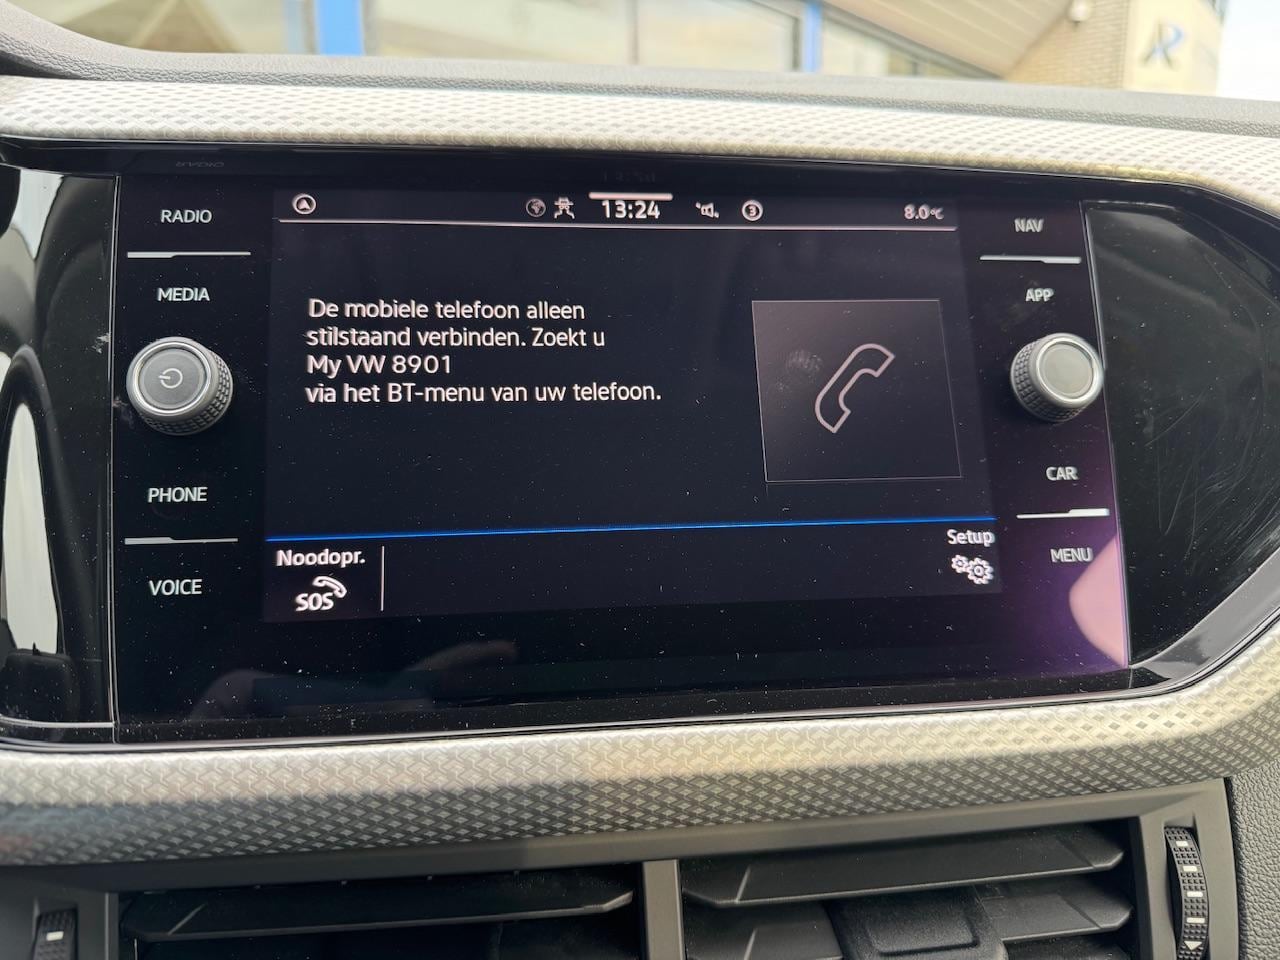 RADIO
MEDIA
PHONE
VOICE
13:24
3
8.0°C
De mobiele telefoon alleen
stilstaand verbinden. Zoekt u
My VW 8901
via het BT-menu van uw telefoon.
Noodopr.
SOS
Setup
NAV
APP
CAR
MENU